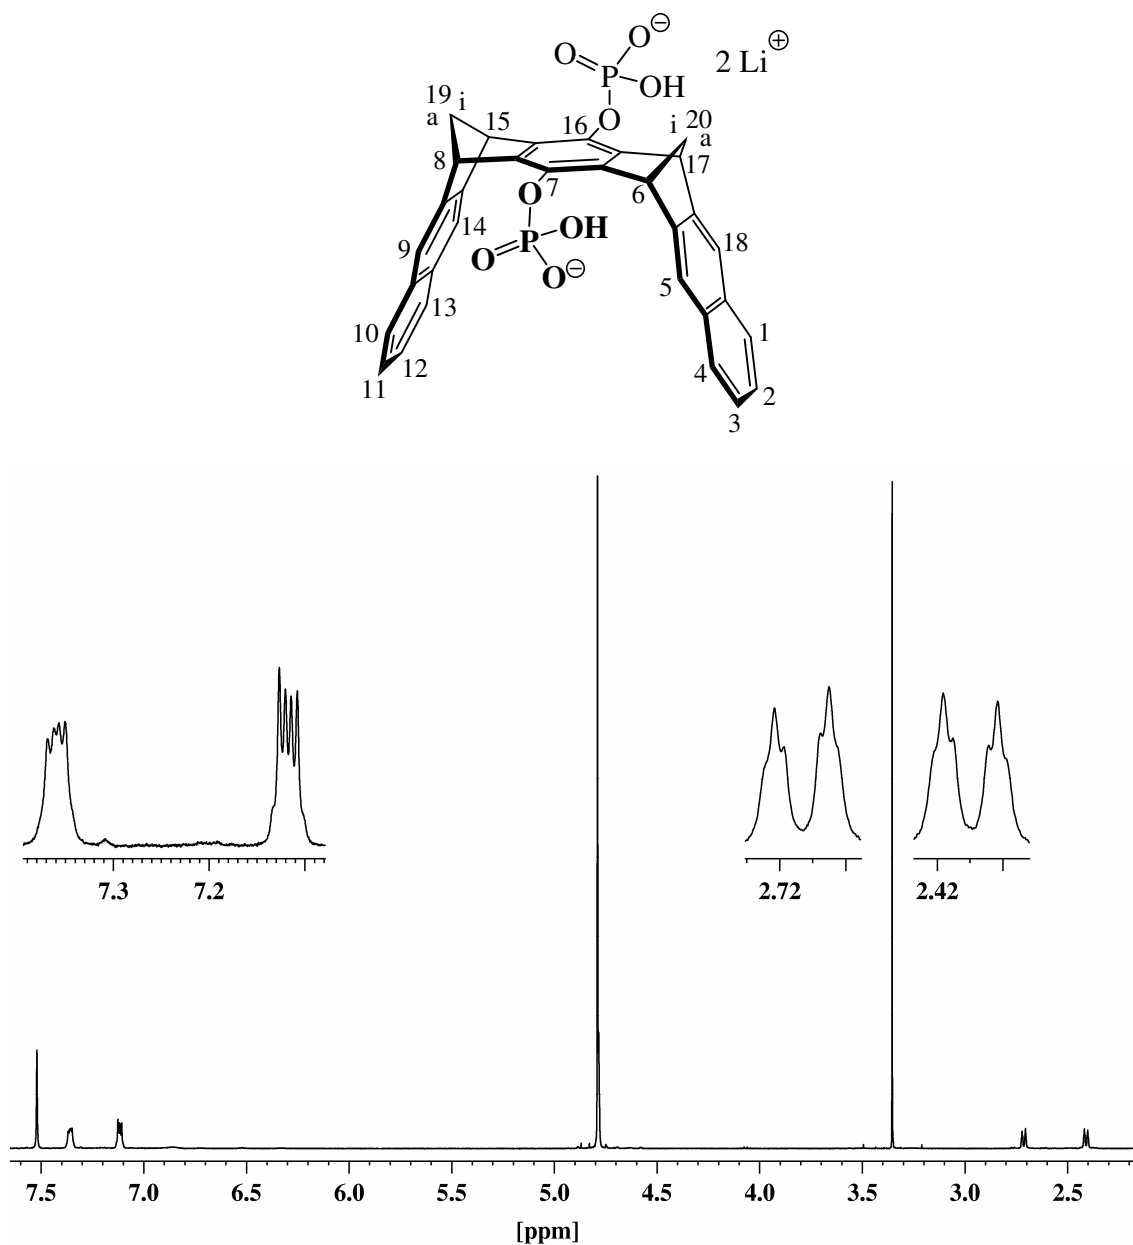 O⊖
O
2 Li⊕
P
OH
19 i
a
O
i 20
a
15
16
8
17
O 7
6
14
P OH
O
O⊖
9
18
5
13
10
1
12
4
11
2
3
7.3 7.2
2.72 2.42
7.5 7.0 6.5 6.0 5.5 5.0 4.5 4.0 3.5 3.0 2.5
[ppm]